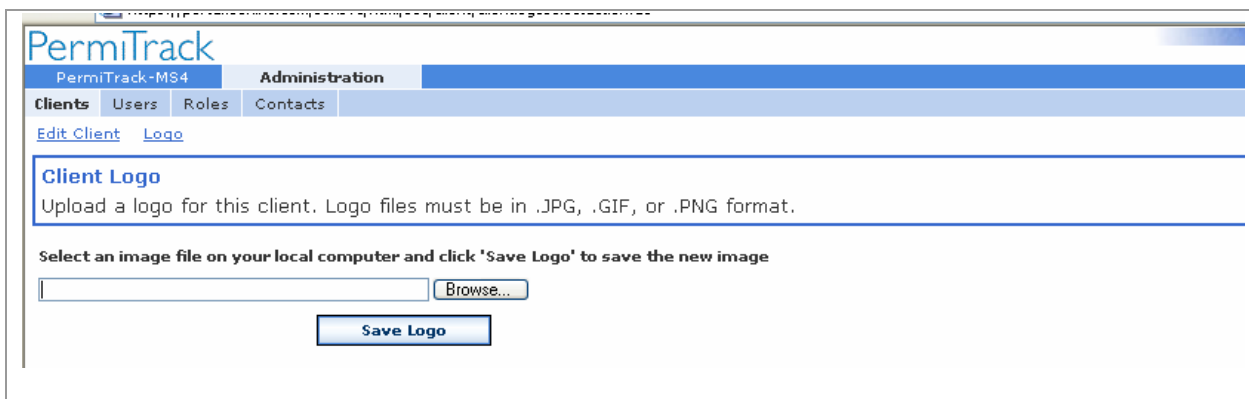 PermiTrack
PermiTrack-MS4 Administration
Clients Users Roles Contacts
Edit Client Logo
Client Logo
Upload a logo for this client. Logo files must be in .JPG, .GIF, or .PNG format.
Select an image file on your local computer and click 'Save Logo' to save the new image
Browse...
Save Logo